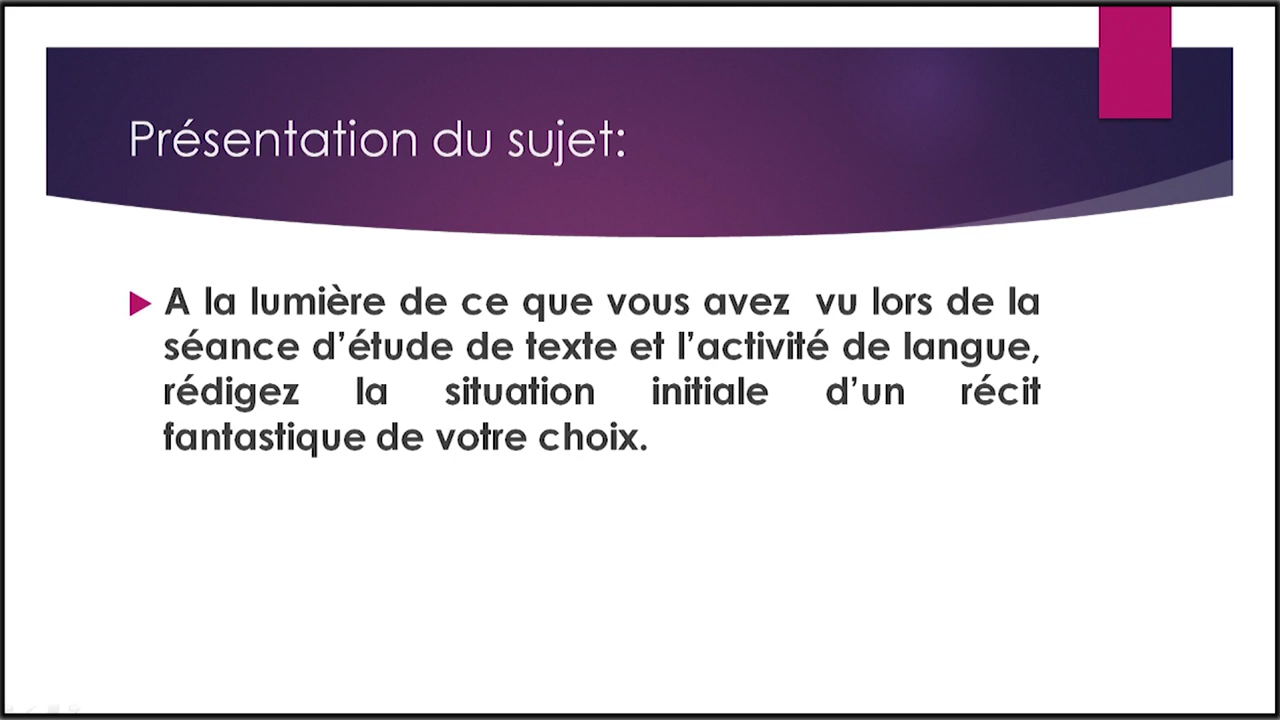 Présentation du sujet:
A la lumière de ce que vous avez vu lors de la
séance d’étude de texte et l’activité de langue,
rédigez la situation initiale d’un récit
fantastique de votre choix.